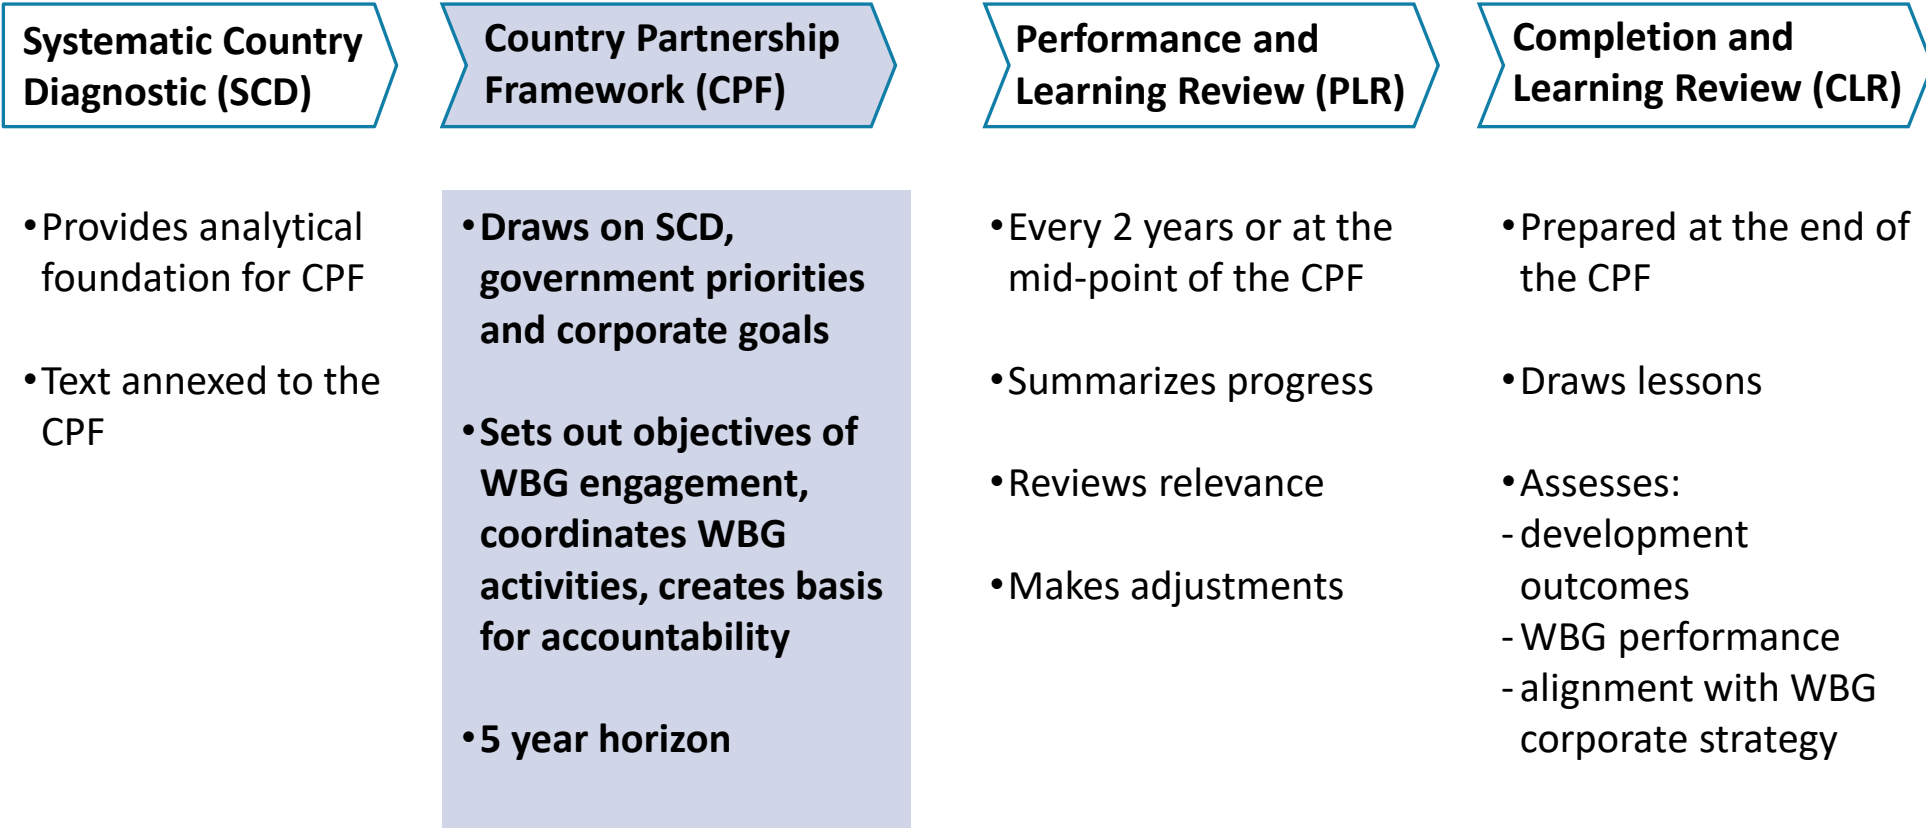 Systematic Country
Diagnostic (SCD)
Country Partnership
Framework (CPF)
Performance and
Learning Review (PLR)
Completion and
Learning Review (CLR)
•Provides analytical
foundation for CPF
•Text annexed to the
CPF
•Draws on SCD,
government priorities
and corporate goals
•Sets out objectives of
WBG engagement,
coordinates WBG
activities, creates basis
for accountability
•5 year horizon
•Every 2 years or at the
mid-point of the CPF
•Summarizes progress
•Reviews relevance
•Makes adjustments
•Prepared at the end of
the CPF
•Draws lessons
•Assesses:
- development
outcomes
- WBG performance
- alignment with WBG
corporate strategy